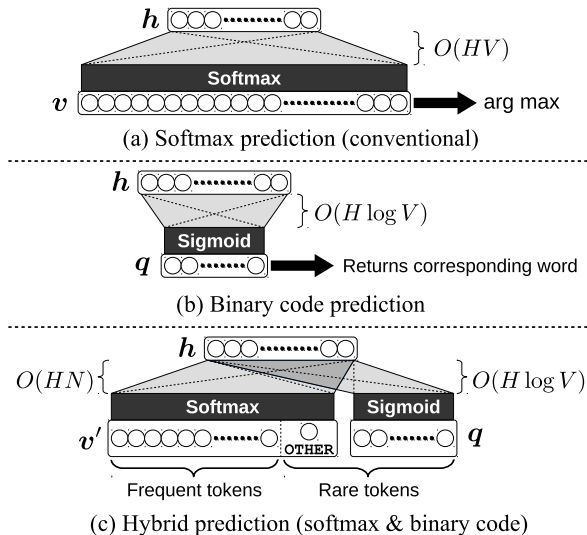 h
O(HV)
Softmax
v
arg max
(a) Softmax prediction (conventional)
h
O(H log V)
Sigmoid
q
Returns corresponding word
(b) Binary code prediction
h
O(HN)
O(H log V)
Softmax
Sigmoid
v′
OTHER
q
Frequent tokens
Rare tokens
(c) Hybrid prediction (softmax & binary code)